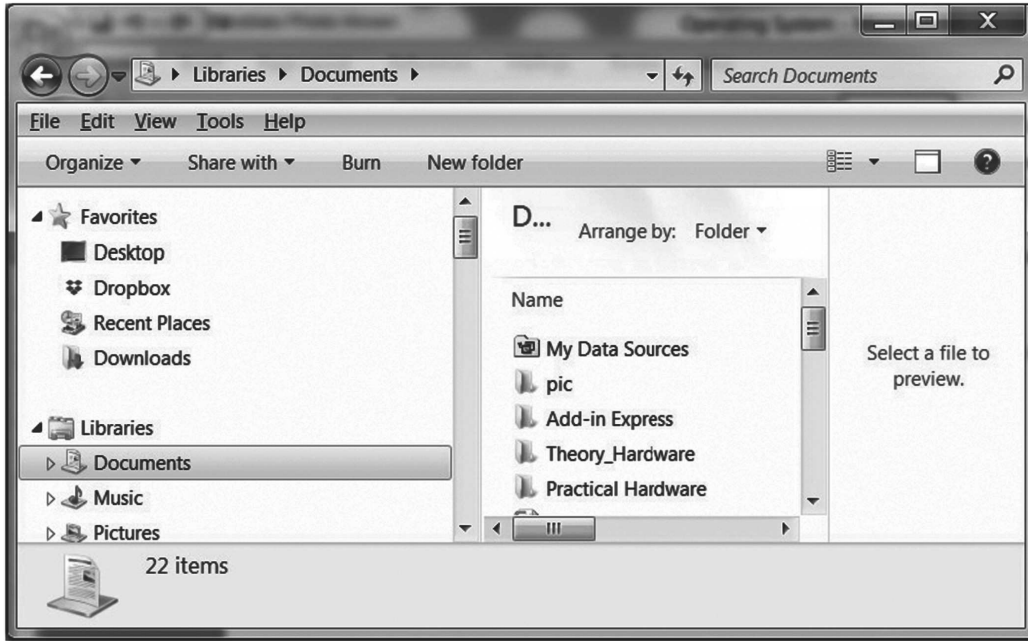 Operating System
Libraries Documents
Search Documents
File Edit View Tools Help
Organize Share with Burn New folder
Favorites
Desktop
Dropbox
Recent Places
Downloads
Libraries
Documents
Music
Pictures
D... Arrange by: Folder
Name
My Data Sources
pic
Add-in Express
Theory_Hardware
Practical Hardware
Select a file to
preview.
22 items